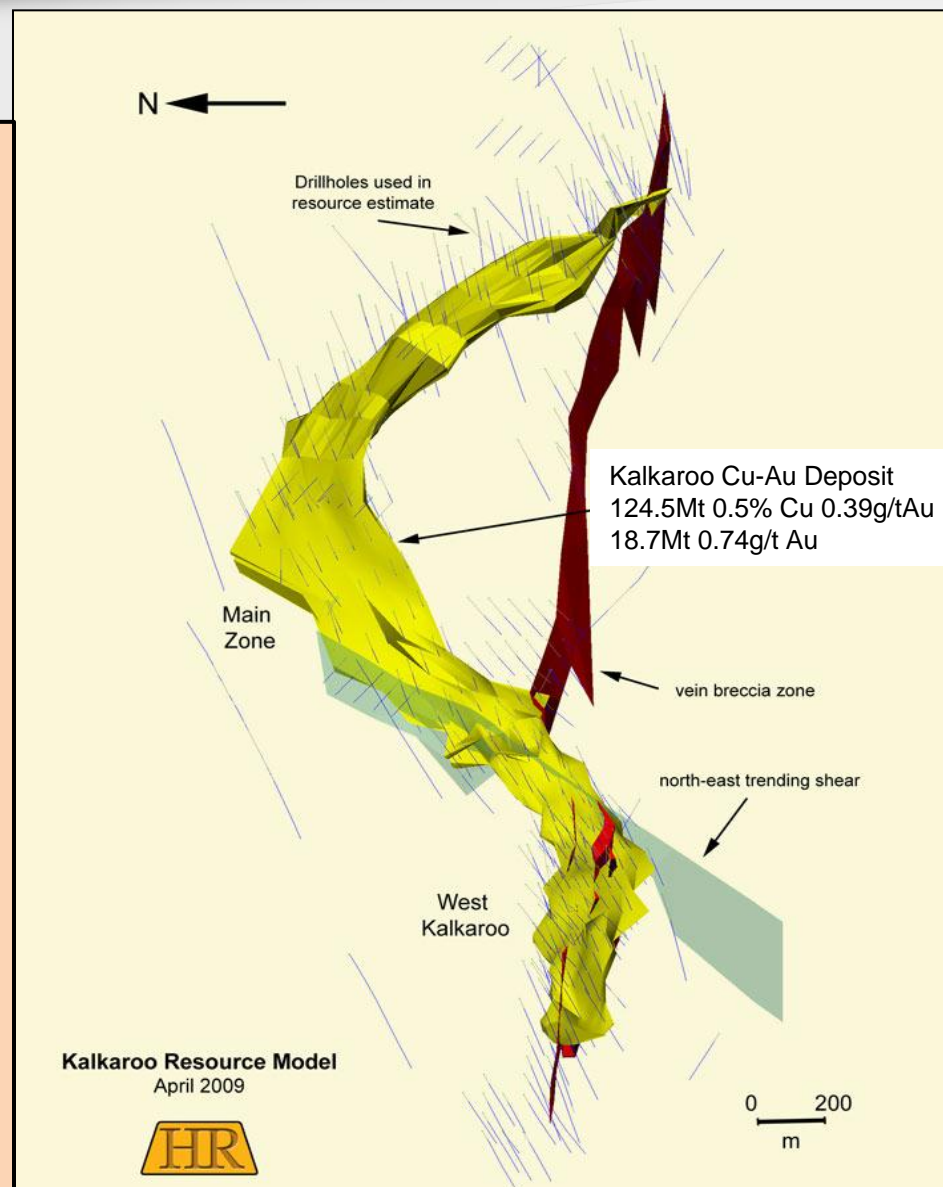 N
Drillholes used in
resource estimate
Kalkaroo Cu-Au Deposit
124.5Mt 0.5% Cu 0.39g/tAu
18.7Mt 0.74g/t Au
Main
Zone
vein breccia zone
north-east trending shear
West
Kalkaroo
Kalkaroo Resource Model
April 2009
HR
0 200
m